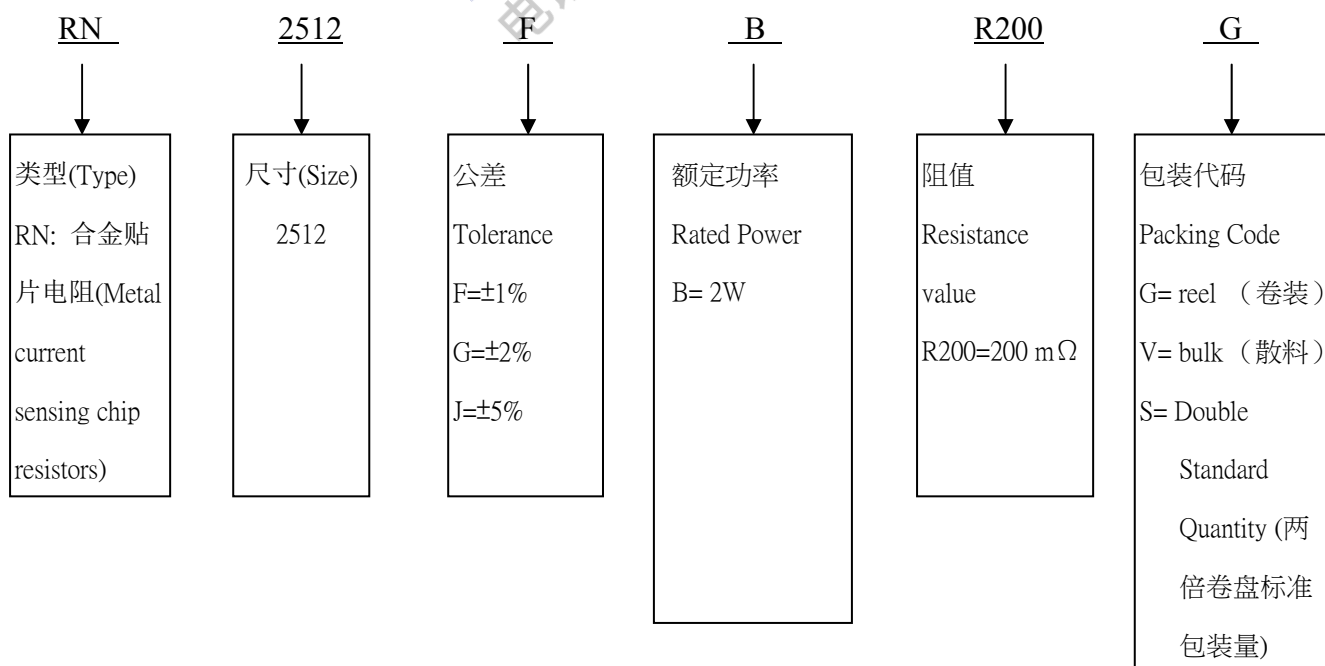 RN 2512 F B R200 G
类型(Type)
RN: 合金贴
片电阻(Metal
current
sensing chip
resistors)
尺寸(Size)
2512
公差
Tolerance
F=±1%
G=±2%
J=±5%
额定功率
Rated Power
B= 2W
阻值
Resistance
value
R200=200 mΩ
包装代码
Packing Code
G= reel （卷装）
V= bulk （散料）
S= Double
Standard
Quantity (两
倍卷盘标准
包装量)